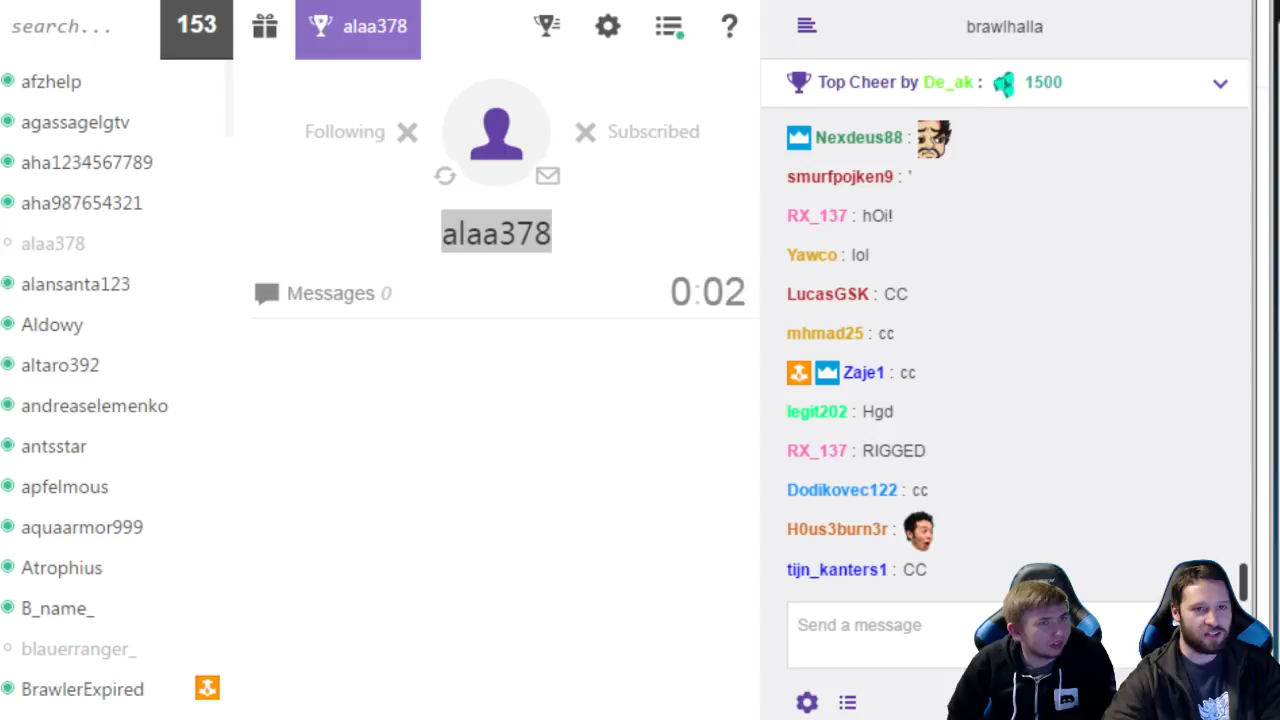 search...
153
alaa378
afzhelp
agassagelgtv
aha1234567789
aha987654321
alaa378
alansanta123
Aldowy
altaro392
andreaselemenko
antsstar
apfelmous
aquaarmor999
Atrophius
B_name_
blauerranger_
BrawlerExpired
Following
Subscribed
alaa378
Messages 0
0:02
?
brawlhalla
Top Cheer by De_ak : 1500
Nexdeus88 :
smurfpojken9 : '
RX_137 : hOi!
Yawco : lol
LucasGSK : CC
mhmad25 : cc
Zaje1 : cc
legit202 : Hgd
RX_137 : RIGGED
Dodikovec122 : cc
H0us3burn3r :
tijn_kanters1 : CC
Send a message